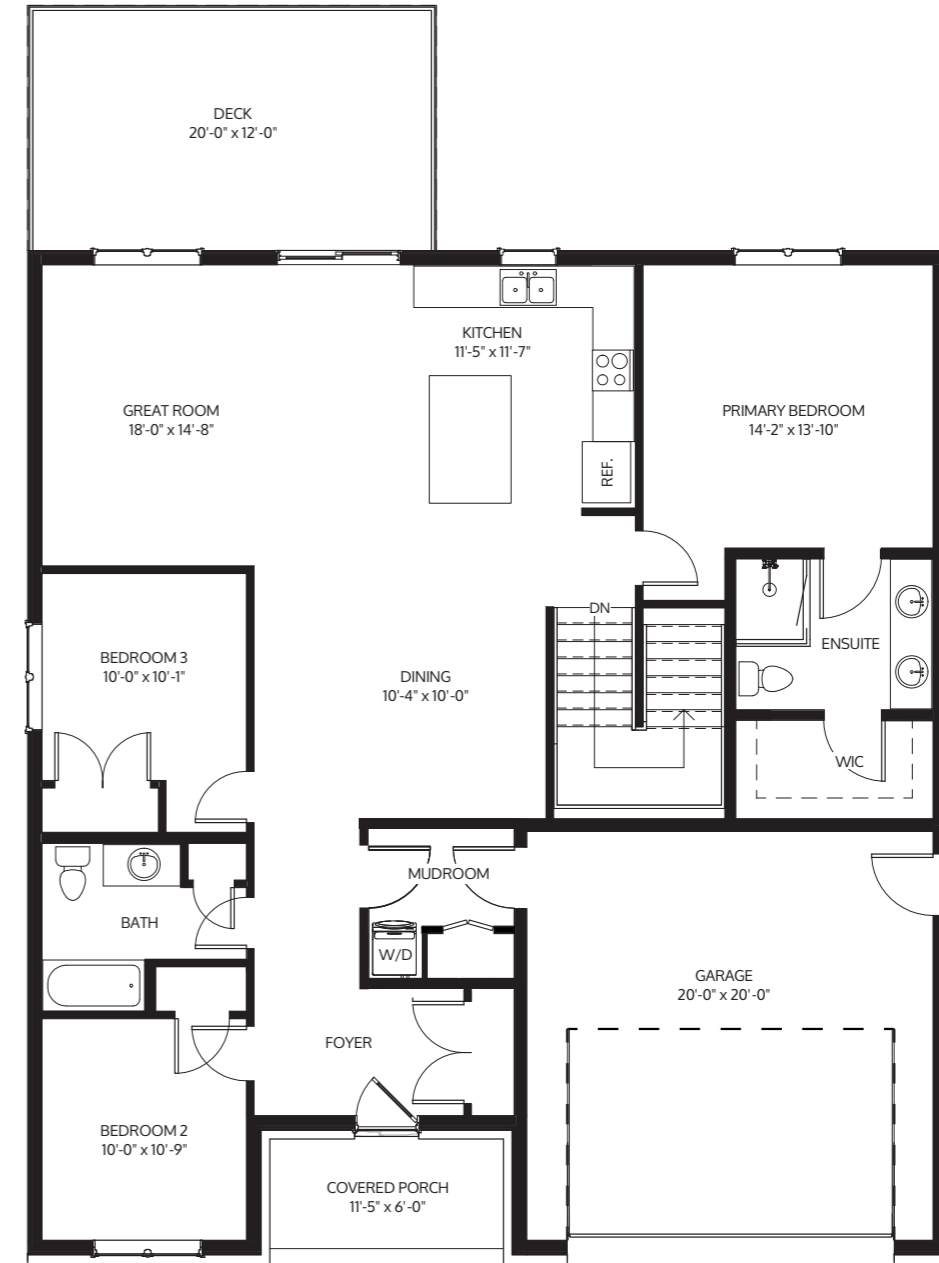 DECK
20'-0" x 12'-0"
KITCHEN
11'-5" x 11'-7"
GREAT ROOM
18'-0" x 14'-8"
PRIMARY BEDROOM
14'-2" x 13'-10"
REF.
DN
ENSUITE
BEDROOM 3
10'-0" x 10'-1"
DINING
10'-4" x 10'-0"
WIC
MUDROOM
BATH
W/D
GARAGE
20'-0" x 20'-0"
FOYER
BEDROOM 2
10'-0" x 10'-9"
COVERED PORCH
11'-5" x 6'-0"